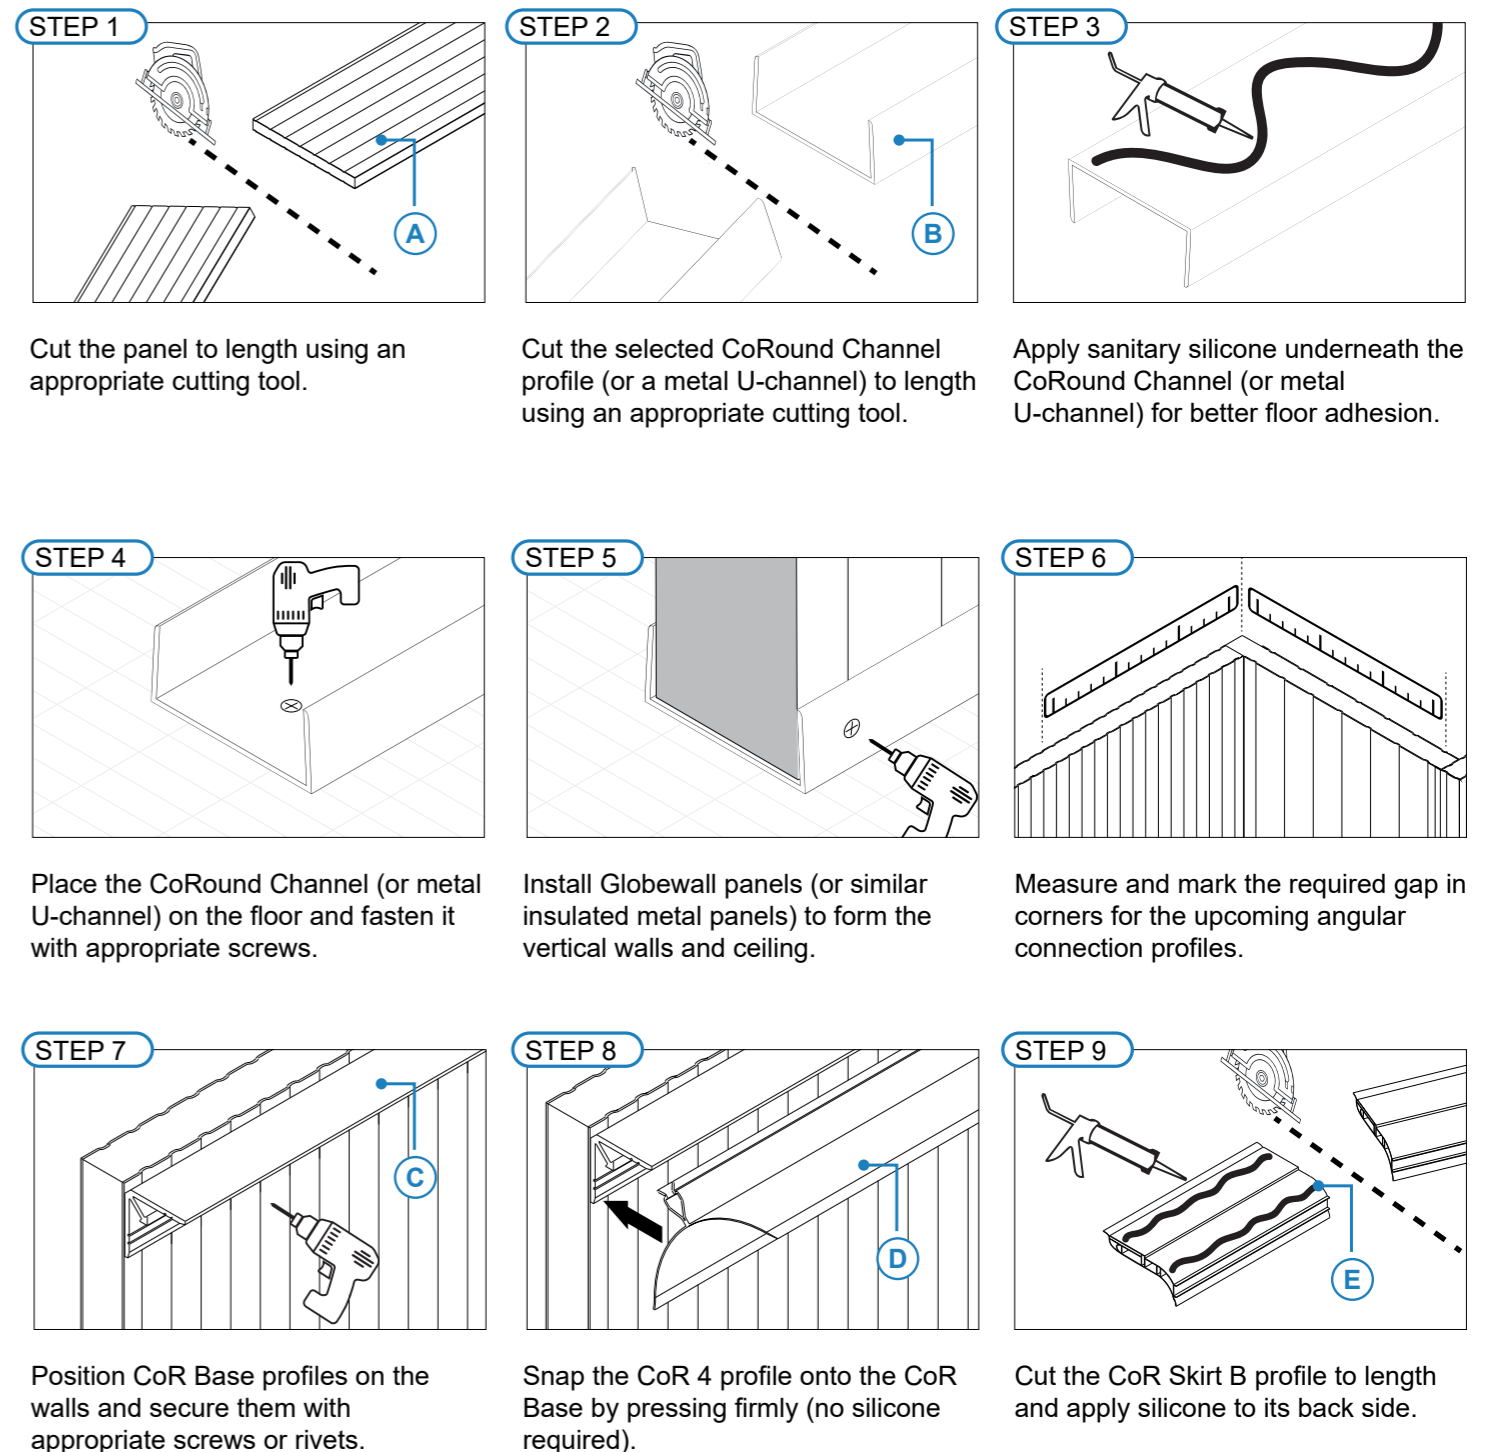 STEP 1
A
Cut the panel to length using an
appropriate cutting tool.
STEP 2
B
Cut the selected CoRound Channel
profile (or a metal U-channel) to length
using an appropriate cutting tool.
STEP 3
Apply sanitary silicone underneath the
CoRound Channel (or metal
U-channel) for better floor adhesion.
STEP 4
Place the CoRound Channel (or metal
U-channel) on the floor and fasten it
with appropriate screws.
STEP 5
Install Globewall panels (or similar
insulated metal panels) to form the
vertical walls and ceiling.
STEP 6
Measure and mark the required gap in
corners for the upcoming angular
connection profiles.
STEP 7
C
Position CoR Base profiles on the
walls and secure them with
appropriate screws or rivets.
STEP 8
D
Snap the CoR 4 profile onto the CoR
Base by pressing firmly (no silicone
required).
STEP 9
E
Cut the CoR Skirt B profile to length
and apply silicone to its back side.